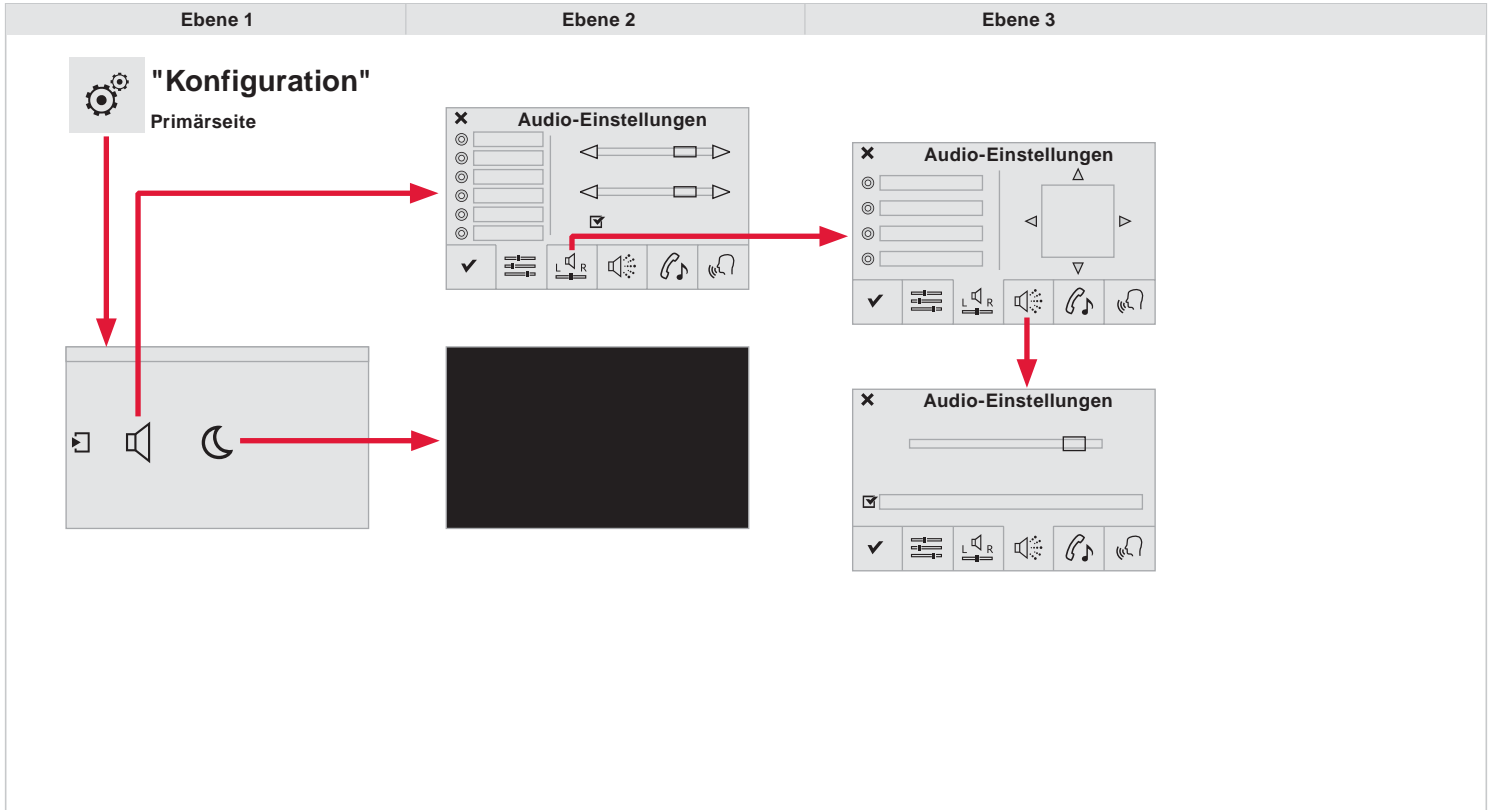 Ebene 1
Ebene 2
Ebene 3
"Konfiguration"
Primärseite
Audio-Einstellungen
L R
Audio-Einstellungen
L R
Audio-Einstellungen
L R